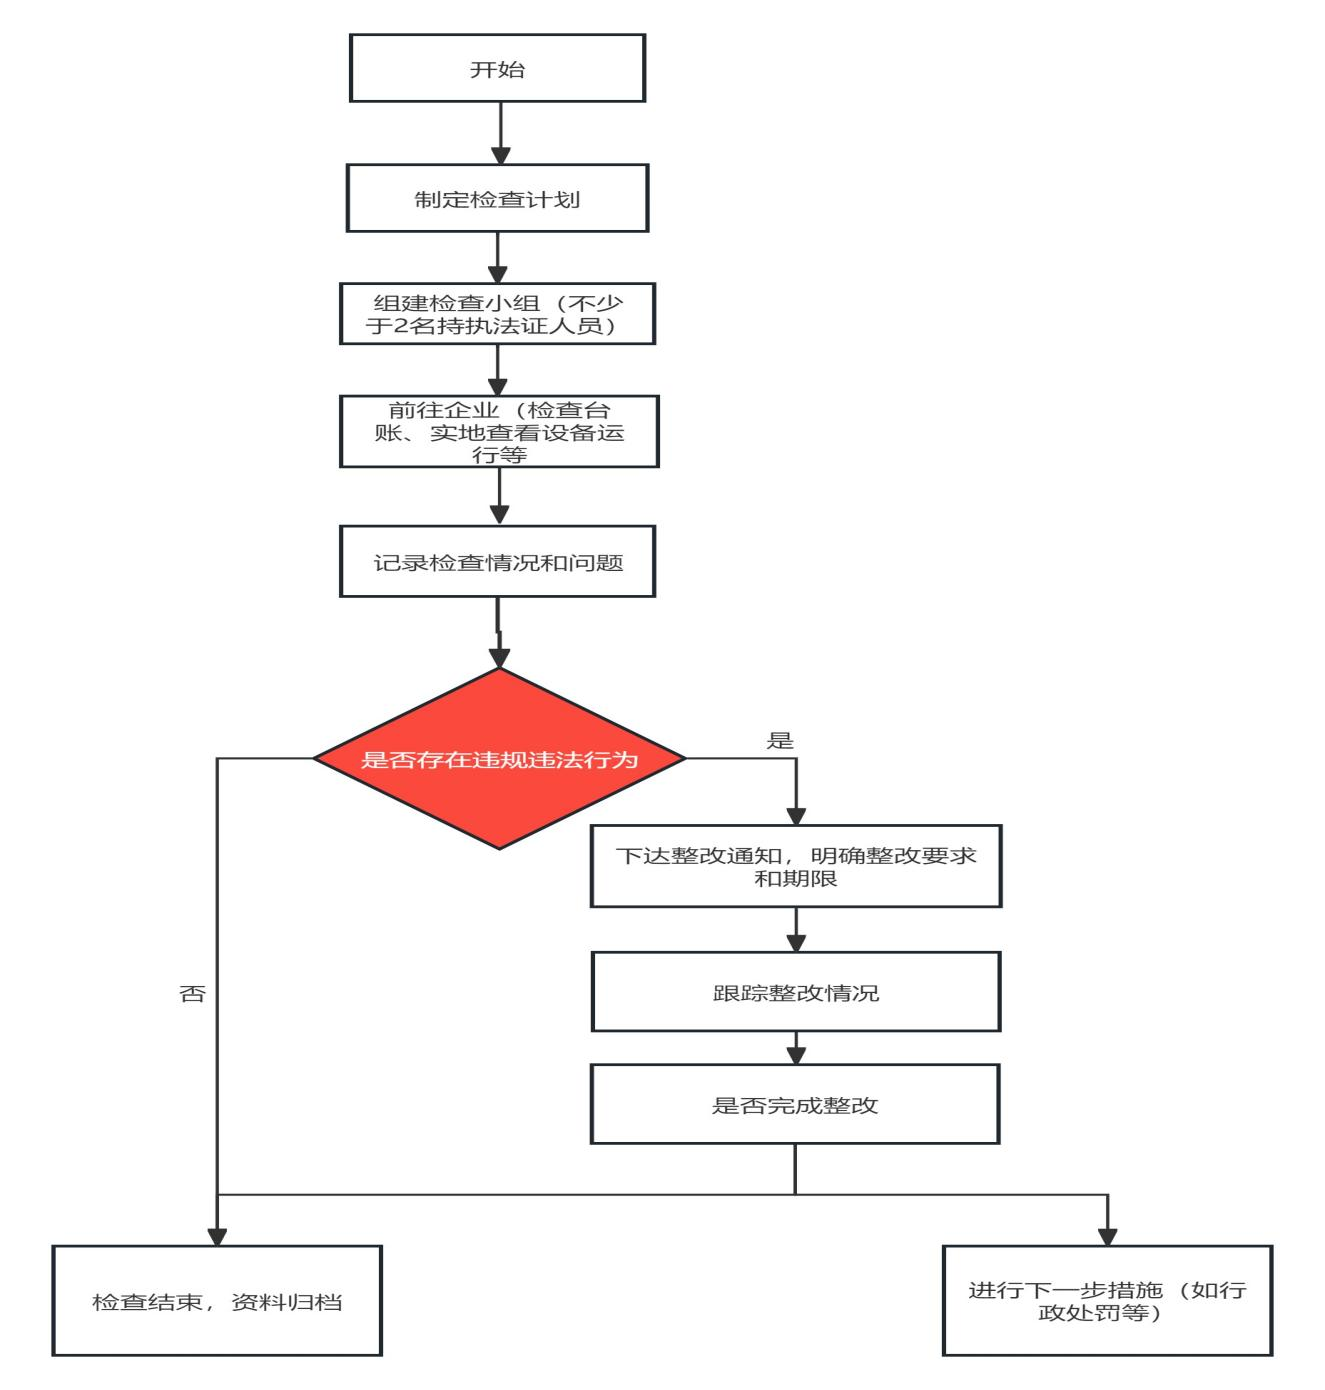 开始
制定检查计划
组建检查小组（不少
于2名持执法证人员）
前往企业（检查台
账、实地查看设备运
行等
记录检查情况和问题
是否存在违规违法行为
是
下达整改通知，明确整改要求
和期限
跟踪整改情况
否
是否完成整改
检查结束，资料归档
进行下一步措施（如行
政处罚等）